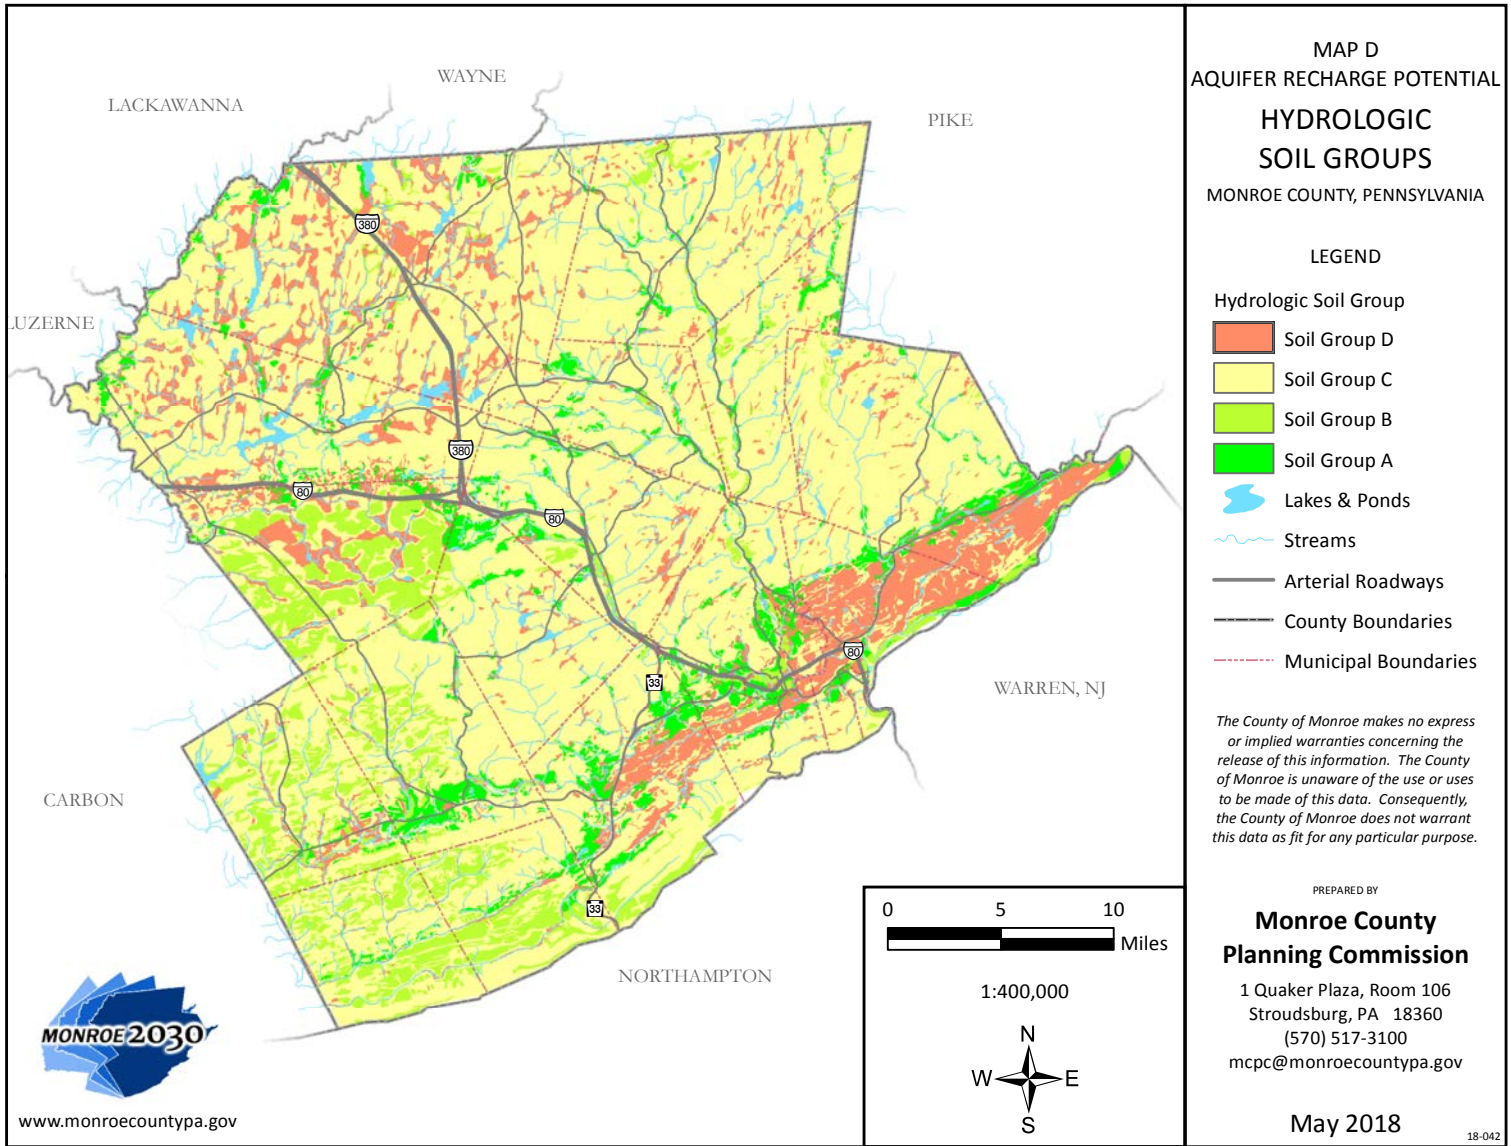 MAP D
AQUIFER RECHARGE POTENTIAL
HYDROLOGIC
SOIL GROUPS
MONROE COUNTY, PENNSYLVANIA
LEGEND
Hydrologic Soil Group
Soil Group D
Soil Group C
Soil Group B
Soil Group A
Lakes & Ponds
Streams
Arterial Roadways
County Boundaries
Municipal Boundaries
The County of Monroe makes no express
or implied warranties concerning the
release of this information. The County
of Monroe is unaware of the use or uses
to be made of this data. Consequently,
the County of Monroe does not warrant
this data as fit for any particular purpose.
PREPARED BY
Monroe County
Planning Commission
1 Quaker Plaza, Room 106
Stroudsburg, PA 18360
(570) 517-3100
mcpc@monroecountypa.gov
May 2018
18-042
WAYNE
LACKAWANNA
PIKE
380
LUZERNE
380
80
80
80
33
WARREN, NJ
CARBON
33
NORTHAMPTON
0 5 10
Miles
1:400,000
N
W E
S
MONROE 2030
www.monroecountypa.gov